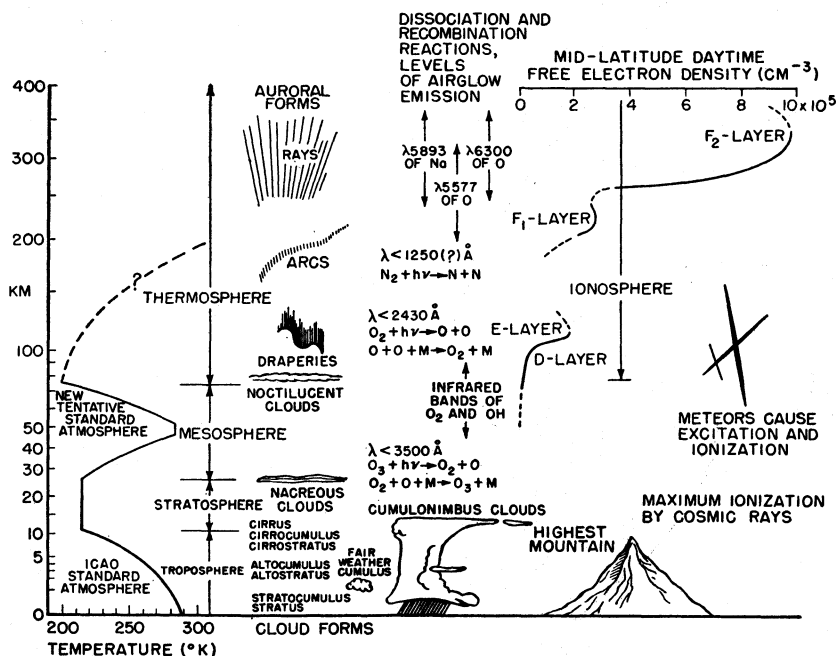 DISSOCIATION AND
RECOMBINATION
REACTIONS,
LEVELS
OF AIRGLOW
EMISSION
MID-LATITUDE DAYTIME
FREE ELECTRON DENSITY (CM⁻³)
0 2 4 6 8 10 x 10⁵
400
300
200
KM
100
50
40
30
20
10
5
0
AURORAL
FORMS
RAYS
ARCS
DRAPERIES
NOCTILUCENT
CLOUDS
NACREOUS
CLOUDS
λ5893
OF Na
λ6300
OF O
λ5577
OF O
F₂-LAYER
F₁-LAYER
E-LAYER
D-LAYER
IONOSPHERE
?
THERMOSPHERE
MESOSPHERE
STRATOSPHERE
TROPOSPHERE
λ<1250(?) Å
N₂+hν→N+N
λ<2430 Å
O₂+hν→O+O
O+O+M→O₂+M
INFRARED
BANDS OF
O₂ AND OH
λ<3500 Å
O₃+hν→O₂+O
O₂+O+M→O₃+M
NEW
TENTATIVE
STANDARD
ATMOSPHERE
ICAO
STANDARD
ATMOSPHERE
CIRRUS
CIRROCUMULUS
CIRROSTRATUS
ALTOCUMULUS
ALTOSTRATUS
STRATOCUMULUS
STRATUS
FAIR
WEATHER
CUMULUS
CUMULONIMBUS CLOUDS
HIGHEST
MOUNTAIN
METEORS CAUSE
EXCITATION AND
IONIZATION
MAXIMUM IONIZATION
BY COSMIC RAYS
200 250 300
TEMPERATURE (°K)
CLOUD FORMS